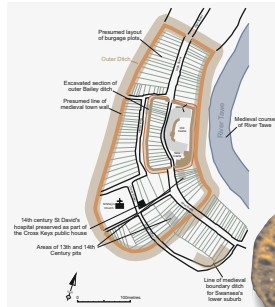 Presumed layout
of burgage plots
Outer Ditch
Excavated section of
outer Bailey ditch
Presumed line of
medieval town wall
River Tawe
Medieval course
of River Tawe
14th century St David's
hospital preserved as part of
the Cross Keys public house
Areas of 13th and 14th
Century pits
Line of medieval
boundary ditch
for Swansea's
lower suburb
0
100metres